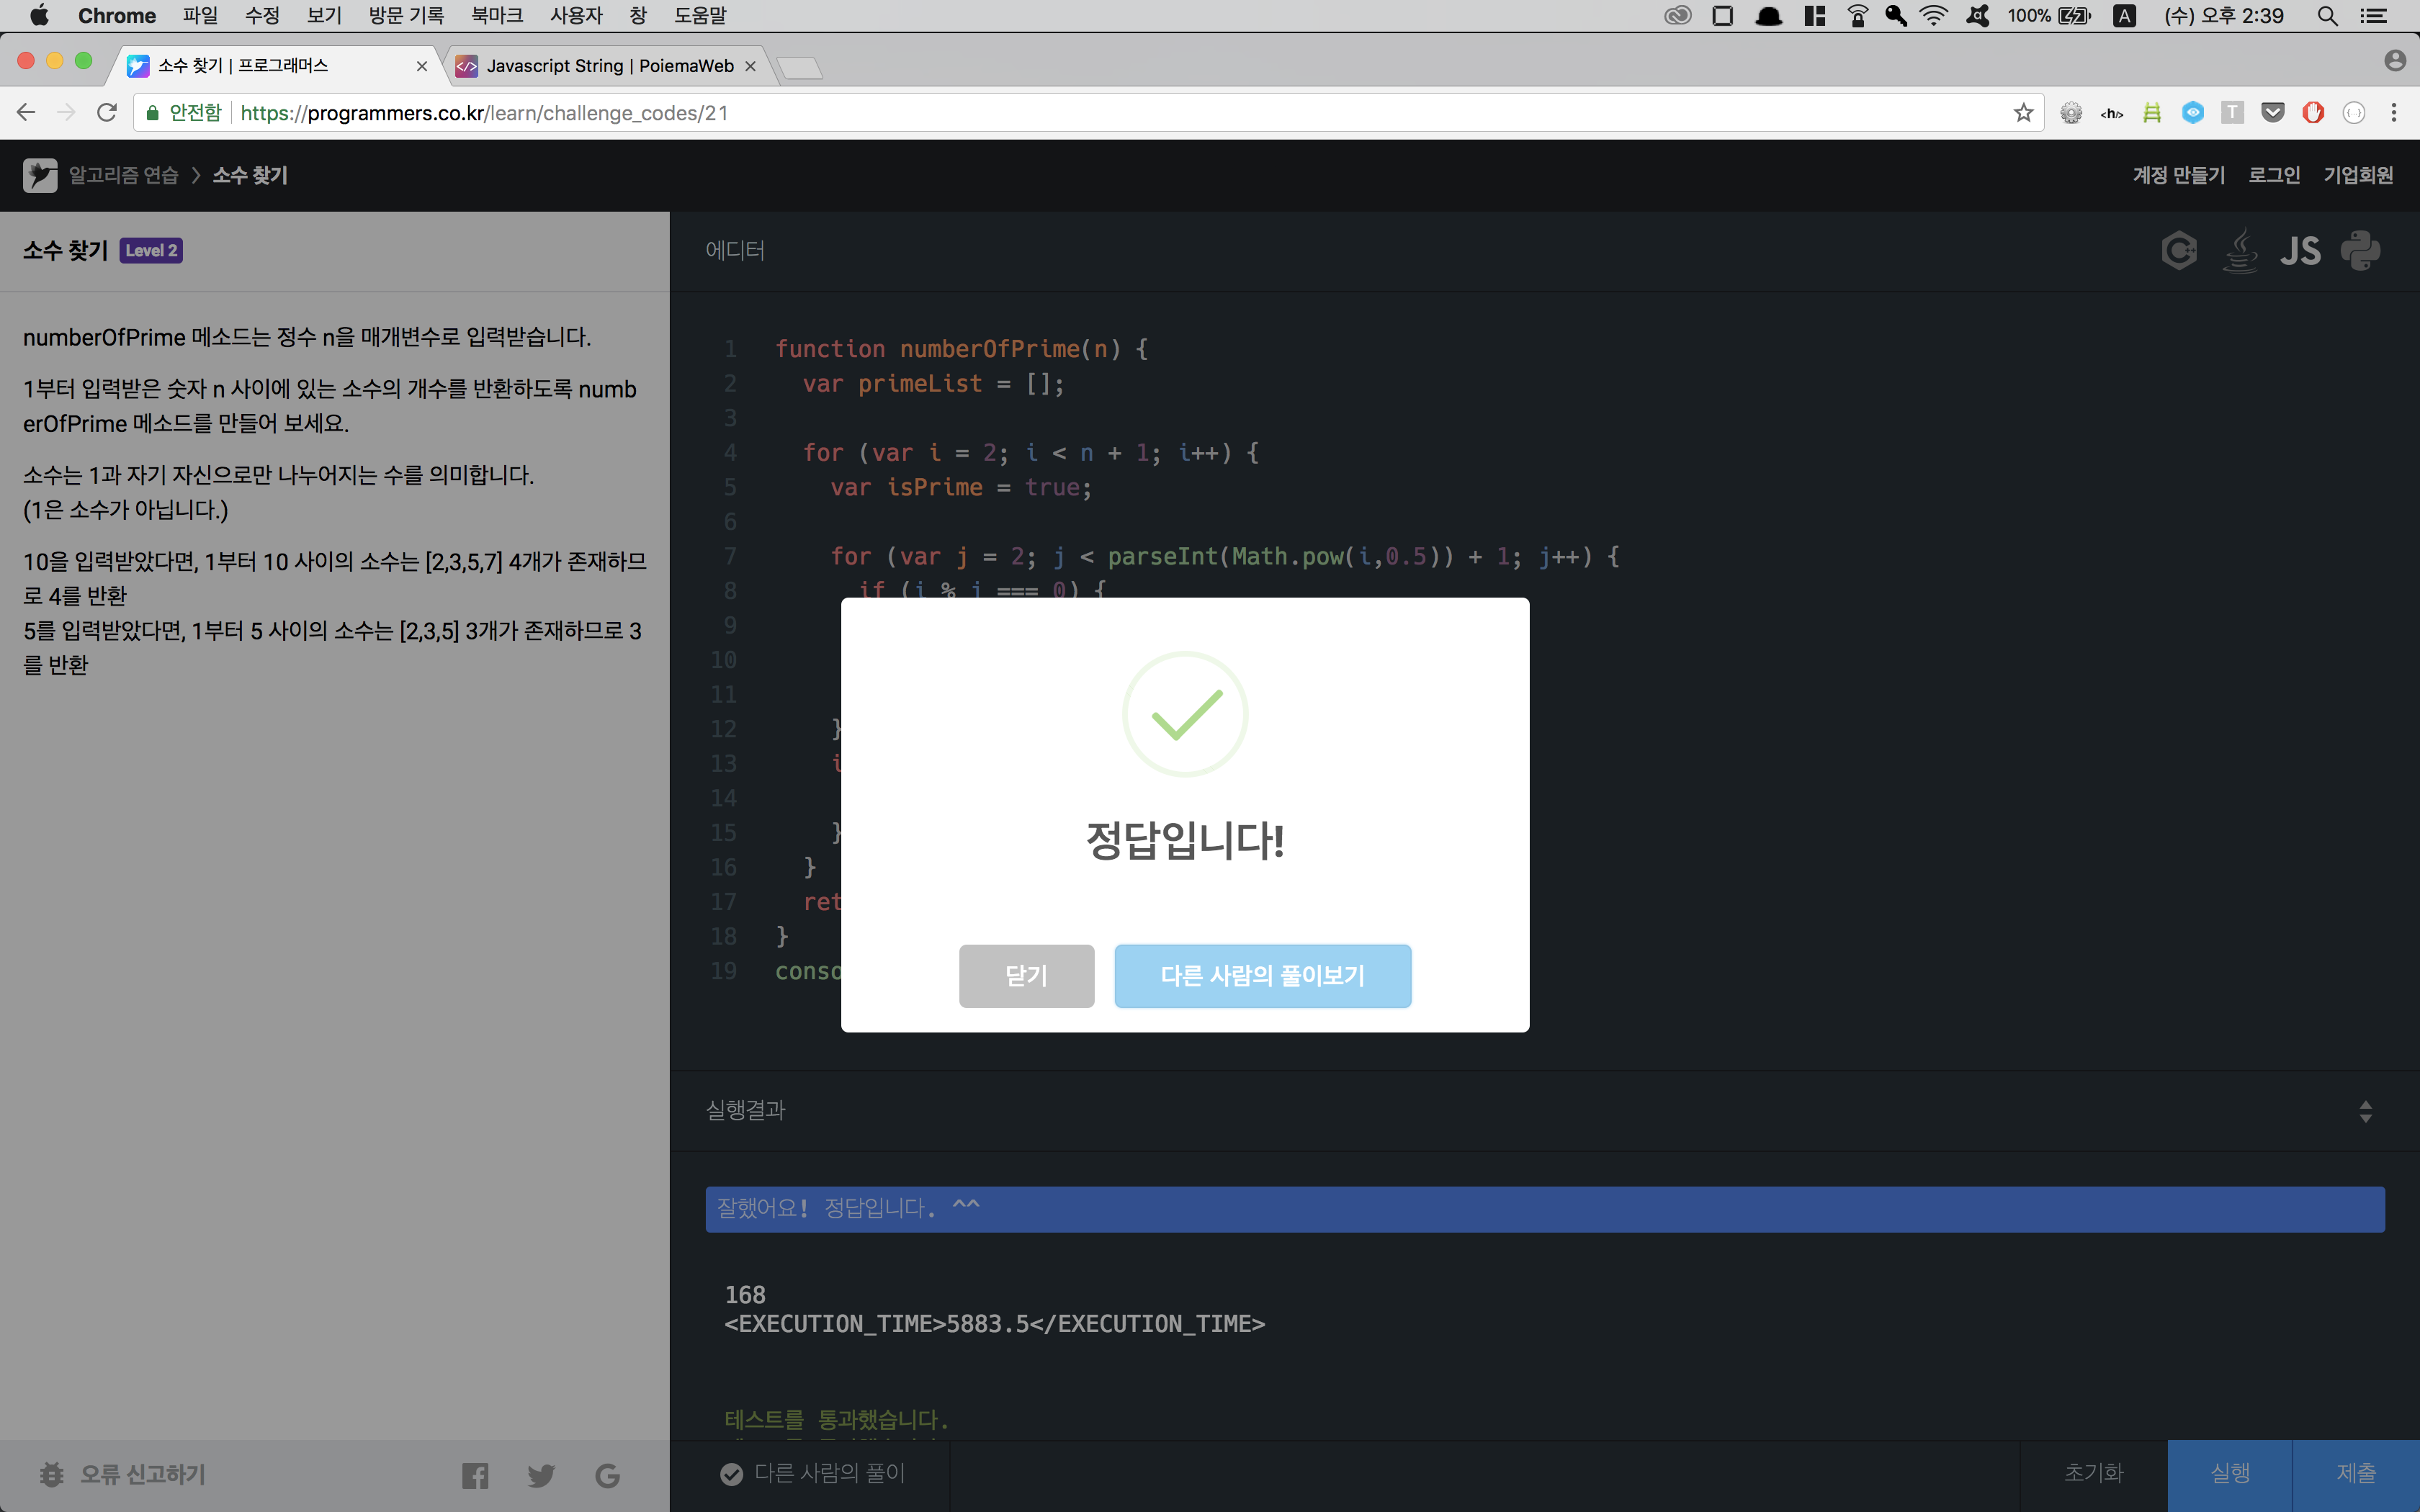 Chrome 파일 수정 보기 방문 기록 북마크 사용자 창 도움말 100% A (수) 오후 2:39
소수 찾기 | 프로그래머스 Javascript String | PoiemaWeb
안전함 https://programmers.co.kr/learn/challenge_codes/21
알고리즘 연습 소수 찾기 계정 만들기 로그인 기업회원
소수 찾기 Level 2
numberOfPrime 메소드는 정수 n을 매개변수로 입력받습니다.
1부터 입력받은 숫자 n 사이에 있는 소수의 개수를 반환하도록 numb
erOfPrime 메소드를 만들어 보세요.
소수는 1과 자기 자신으로만 나누어지는 수를 의미합니다.
(1은 소수가 아닙니다.)
10을 입력받았다면, 1부터 10 사이의 소수는 [2,3,5,7] 4개가 존재하므
로 4를 반환
5를 입력받았다면, 1부터 5 사이의 소수는 [2,3,5] 3개가 존재하므로 3
를 반환
에디터 JS
1 function numberOfPrime(n) {
2 var primeList = [];
3
4 for (var i = 2; i < n + 1; i++) {
5 var isPrime = true;
6
7 for (var j = 2; j < parseInt(Math.pow(i,0.5)) + 1; j++) {
8 if (i % j === 0) {
9
10
11
12 }
13 i
14
15 }
16 }
17 ret
18 }
19 conso
정답입니다!
닫기 다른 사람의 풀이보기
실행결과
잘했어요! 정답입니다. ^^
168
<EXECUTION_TIME>5883.5</EXECUTION_TIME>
테스트를 통과했습니다.
오류 신고하기 다른 사람의 풀이 초기화 실행 제출